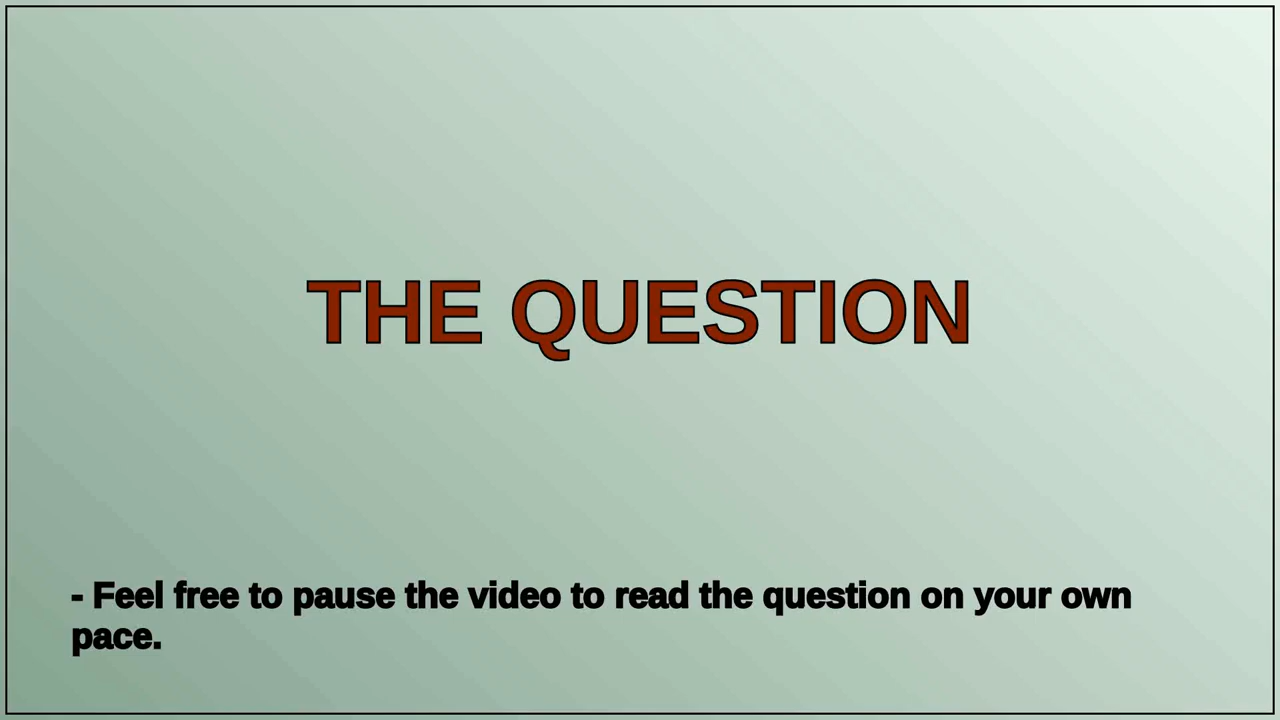 THE QUESTION
- Feel free to pause the video to read the question on your own
pace.